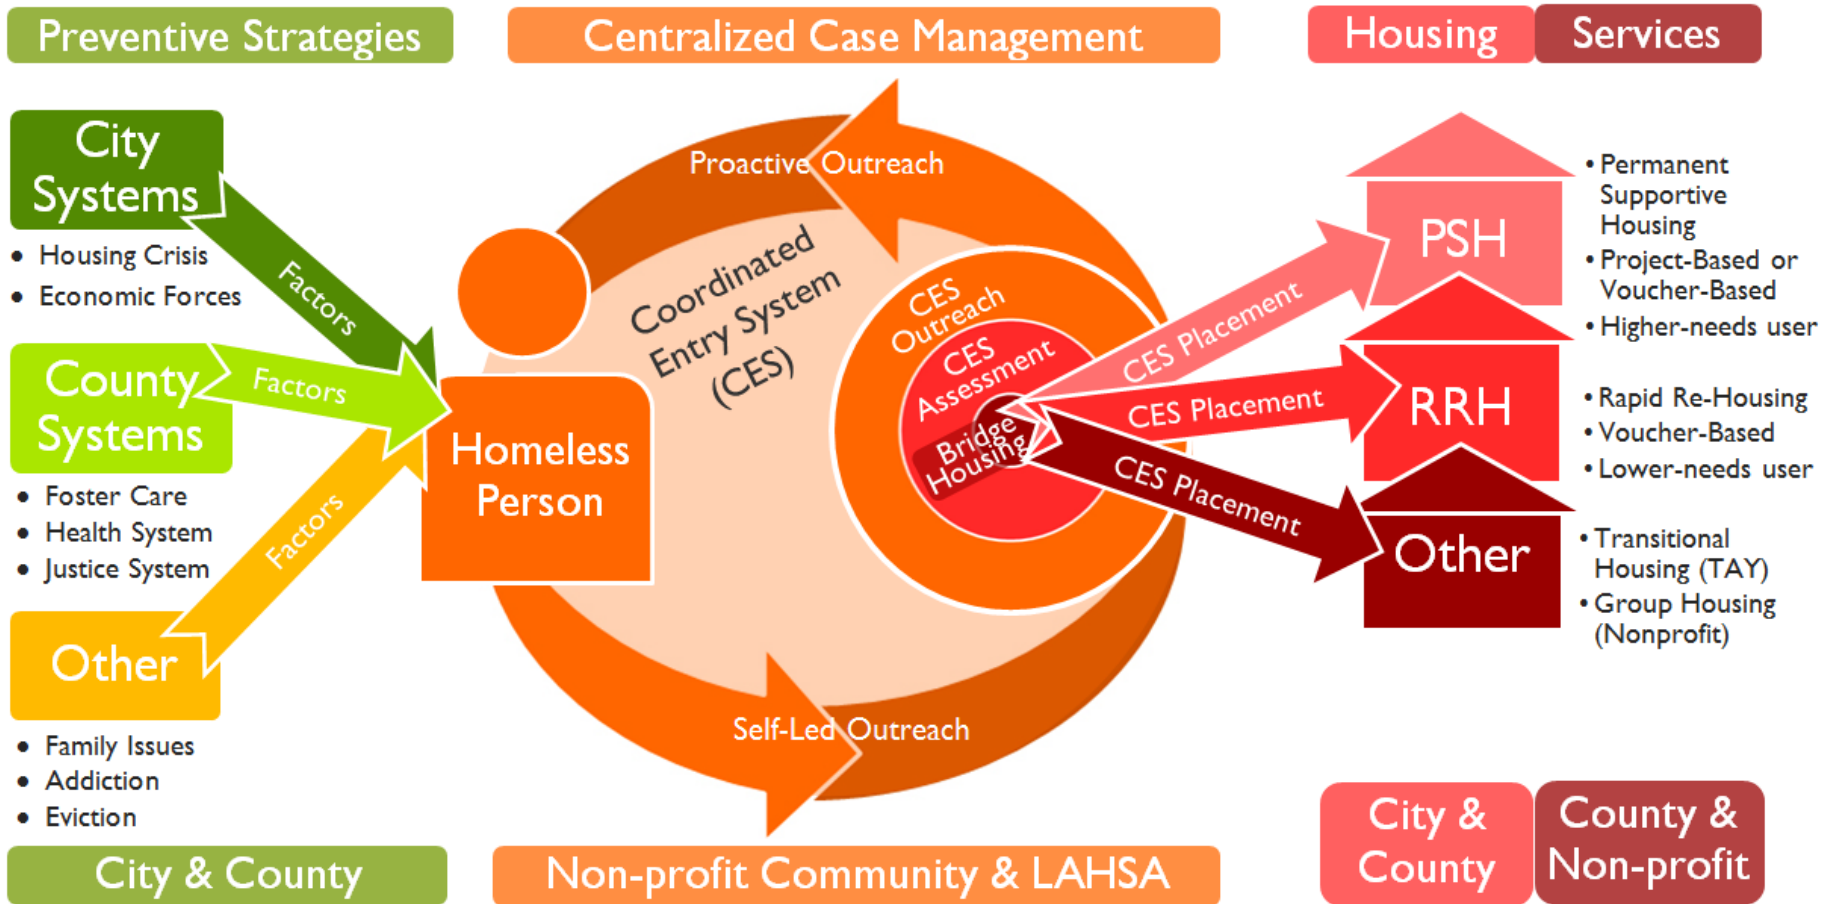 Preventive Strategies
Centralized Case Management
Housing
Services
City
Systems
• Housing Crisis
• Economic Forces
Factors
County
Systems
• Foster Care
• Health System
• Justice System
Factors
Other
• Family Issues
• Addiction
• Eviction
Factors
Homeless
Person
Proactive Outreach
Coordinated
Entry System
(CES)
Self-Led Outreach
CES
Outreach
CES
Assessment
Bridge
Housing
CES Placement
CES Placement
CES Placement
PSH
• Permanent
Supportive
Housing
• Project-Based or
Voucher-Based
• Higher-needs user
RRH
• Rapid Re-Housing
• Voucher-Based
• Lower-needs user
Other
• Transitional
Housing (TAY)
• Group Housing
(Nonprofit)
City & County
Non-profit Community & LAHSA
City &
County
County &
Non-profit